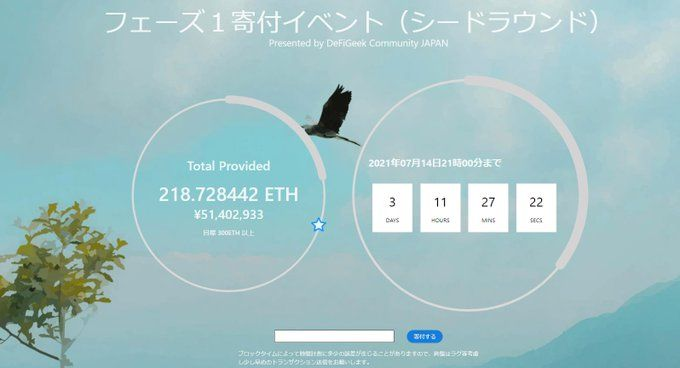 フェーズ１寄付イベント（シードラウンド）
Presented by DeFiGeek Community JAPAN
Total Provided
218.728442 ETH
¥51,402,933
目標 300ETH 以上
2021年07月14日21時00分まで
3 11 27 22
DAYS HOURS MINS SECS
寄付する
ブロックタイムによって時間計測に多少の誤差が生じることがありますので、終盤はラグ等考慮
し少し早めのトランザクション送信をお願いします。